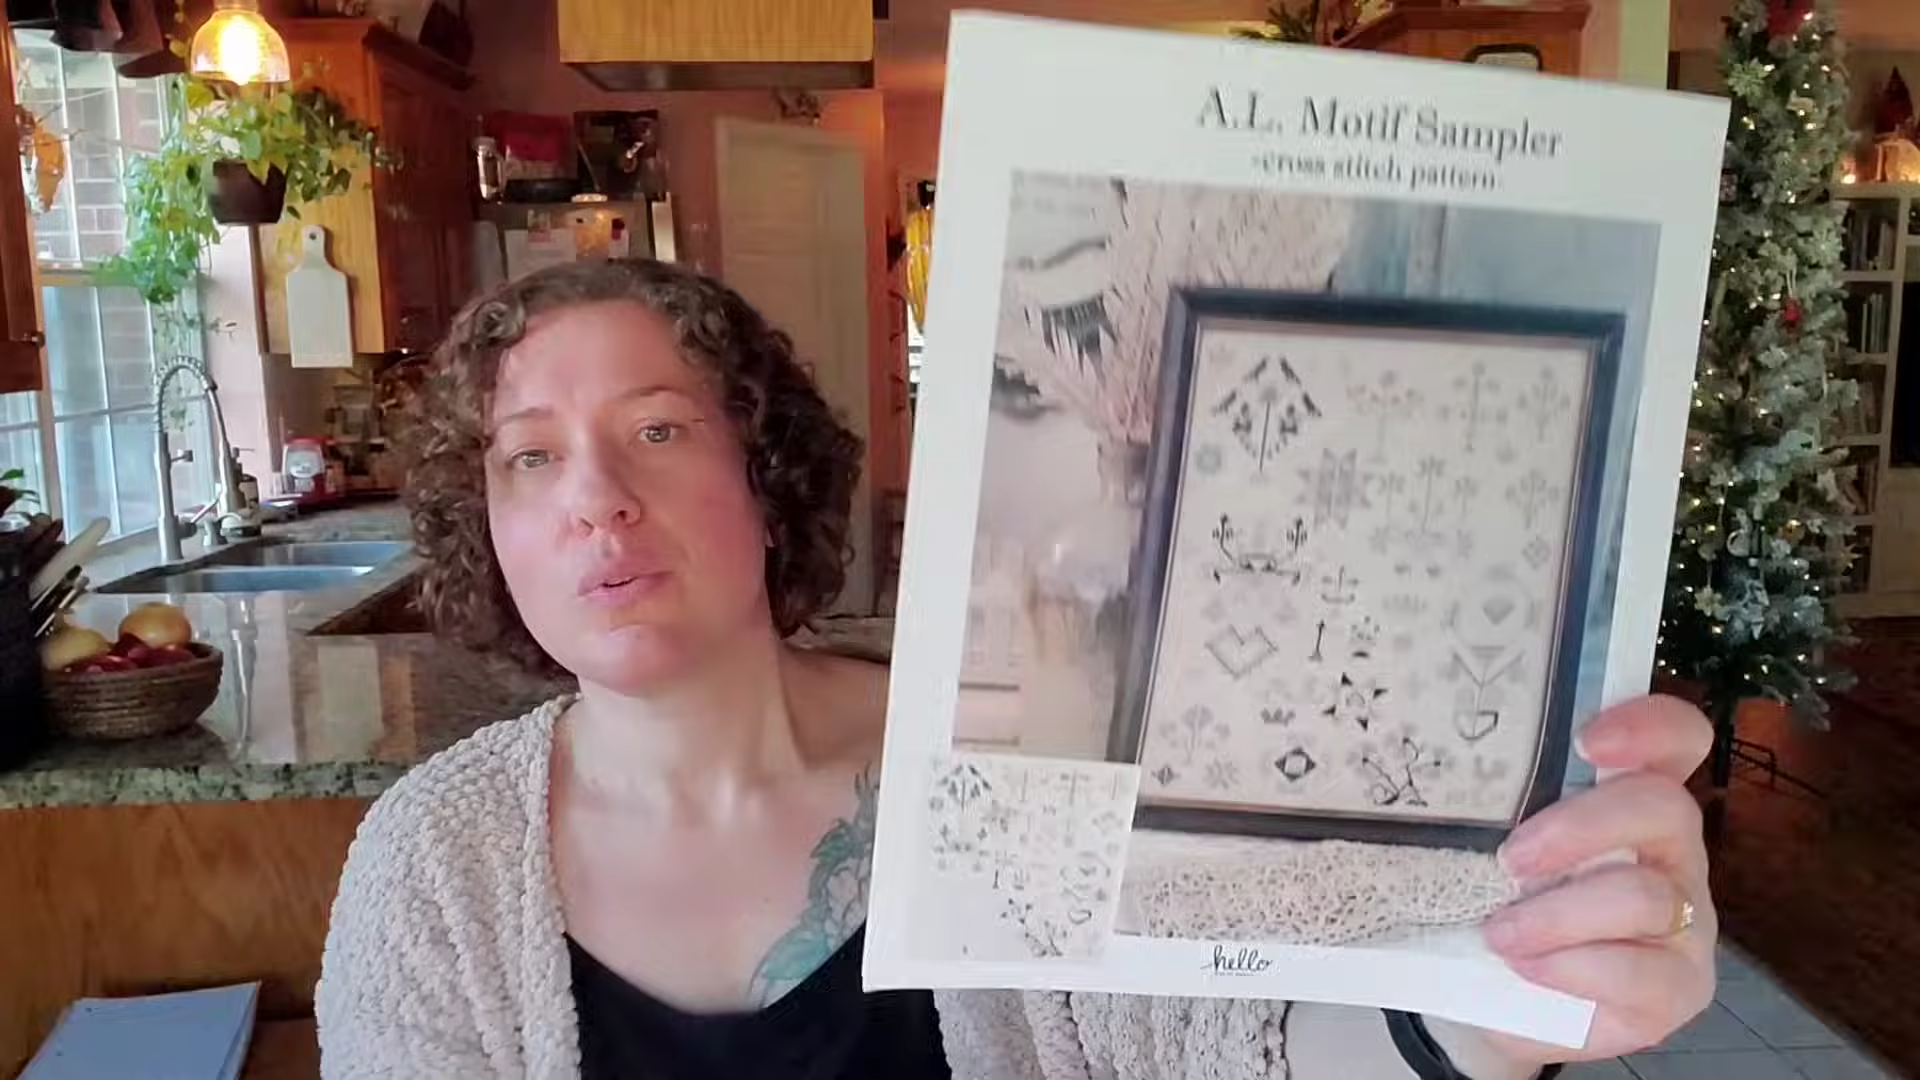 A.L. Motif Sampler
-cross stitch pattern-
hello